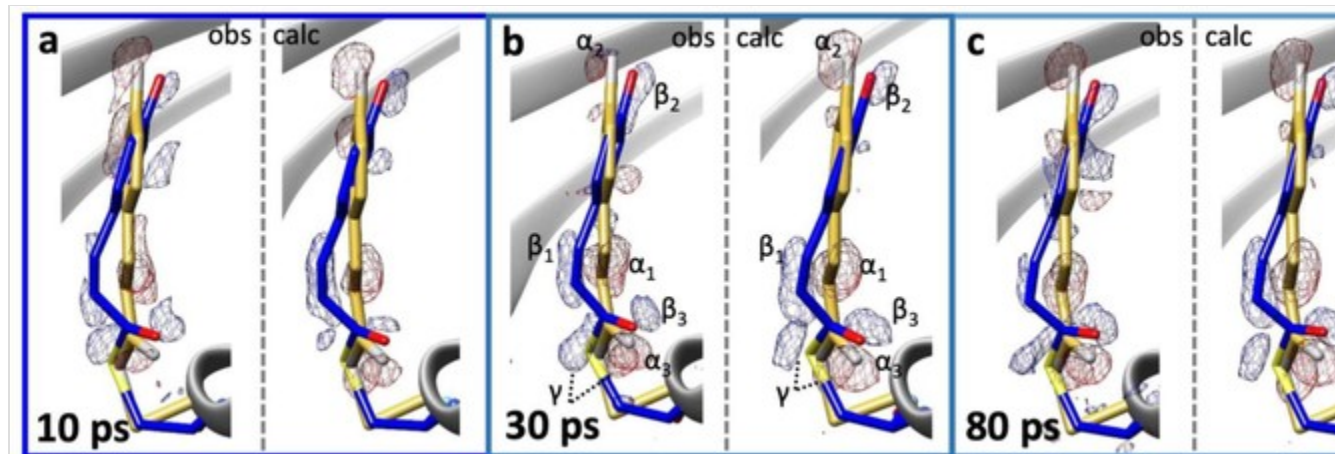 a obs calc
10 ps
b α2 obs calc α2
β2 β2
β1 α1 β1 α1
β3 β3
α3 α3
γ γ
30 ps
c obs calc
80 ps